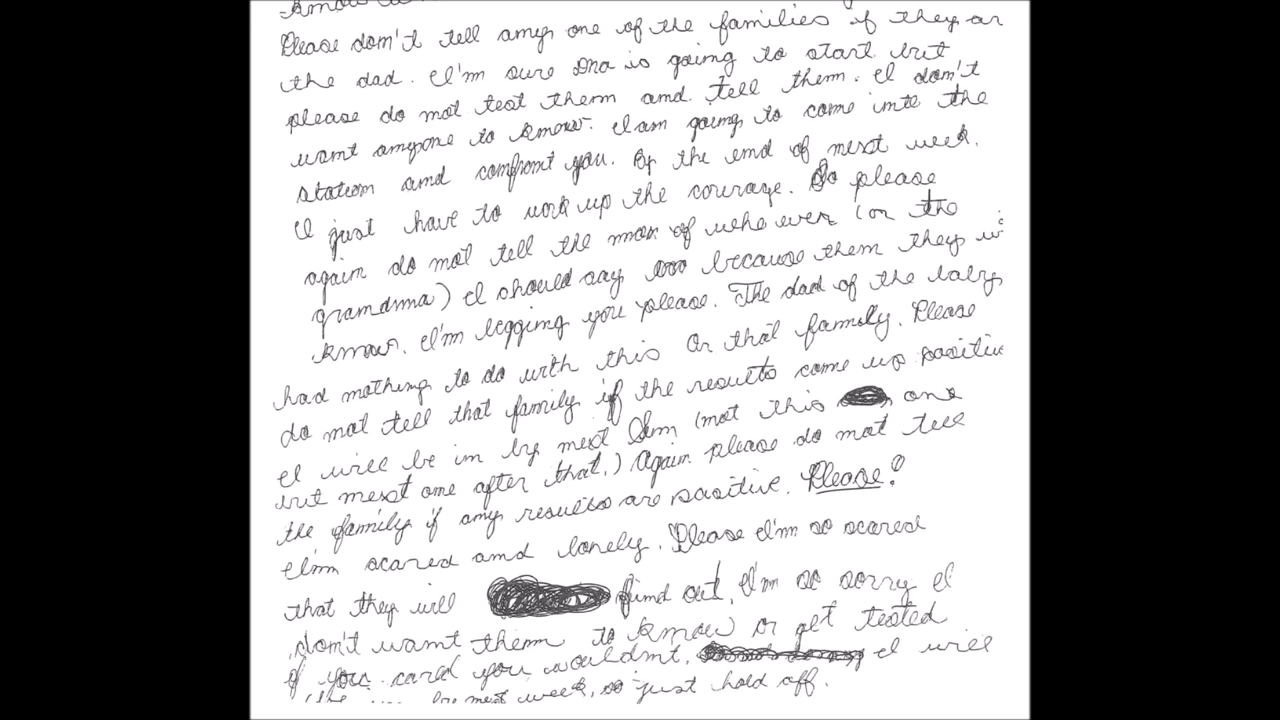 Please don't tell any one of the families if they ar
the dad. I'm sure Dna is going to start but
please do not test them and tell them. I don't
want anyone to know. I am going to come into the
station and confront you. By the end of next week.
I just have to work up the courage. So please
again do not tell the mom of who ever (or the
grandma) I should say because them they wi
know. I'm begging you please. The dad of the baby
had nothing to do with this or that family. Please
do not tell that family if the results come up positive
I will be in by next Sun (not this one
but next one after that.) Again please do not tell
the family if any results are positive. Please!
I'm scared and lonely. Please I'm so scared
that they will find out. I'm so sorry I
don't want them to know or get tested
if you cared you wouldnt. I will
be next week, so just hold off.